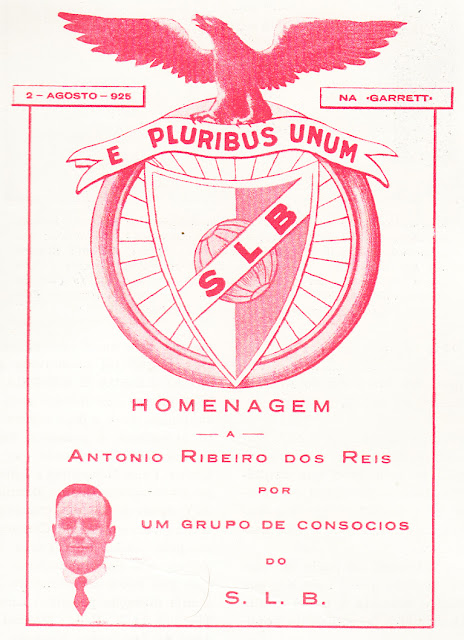 2 – AGOSTO – 925
NA ·GARRETT·
E PLURIBUS UNUM
SLB
HOMENAGEM
— A —
ANTONIO RIBEIRO DOS REIS
POR
UM GRUPO DE CONSOCIOS
DO
S. L. B.